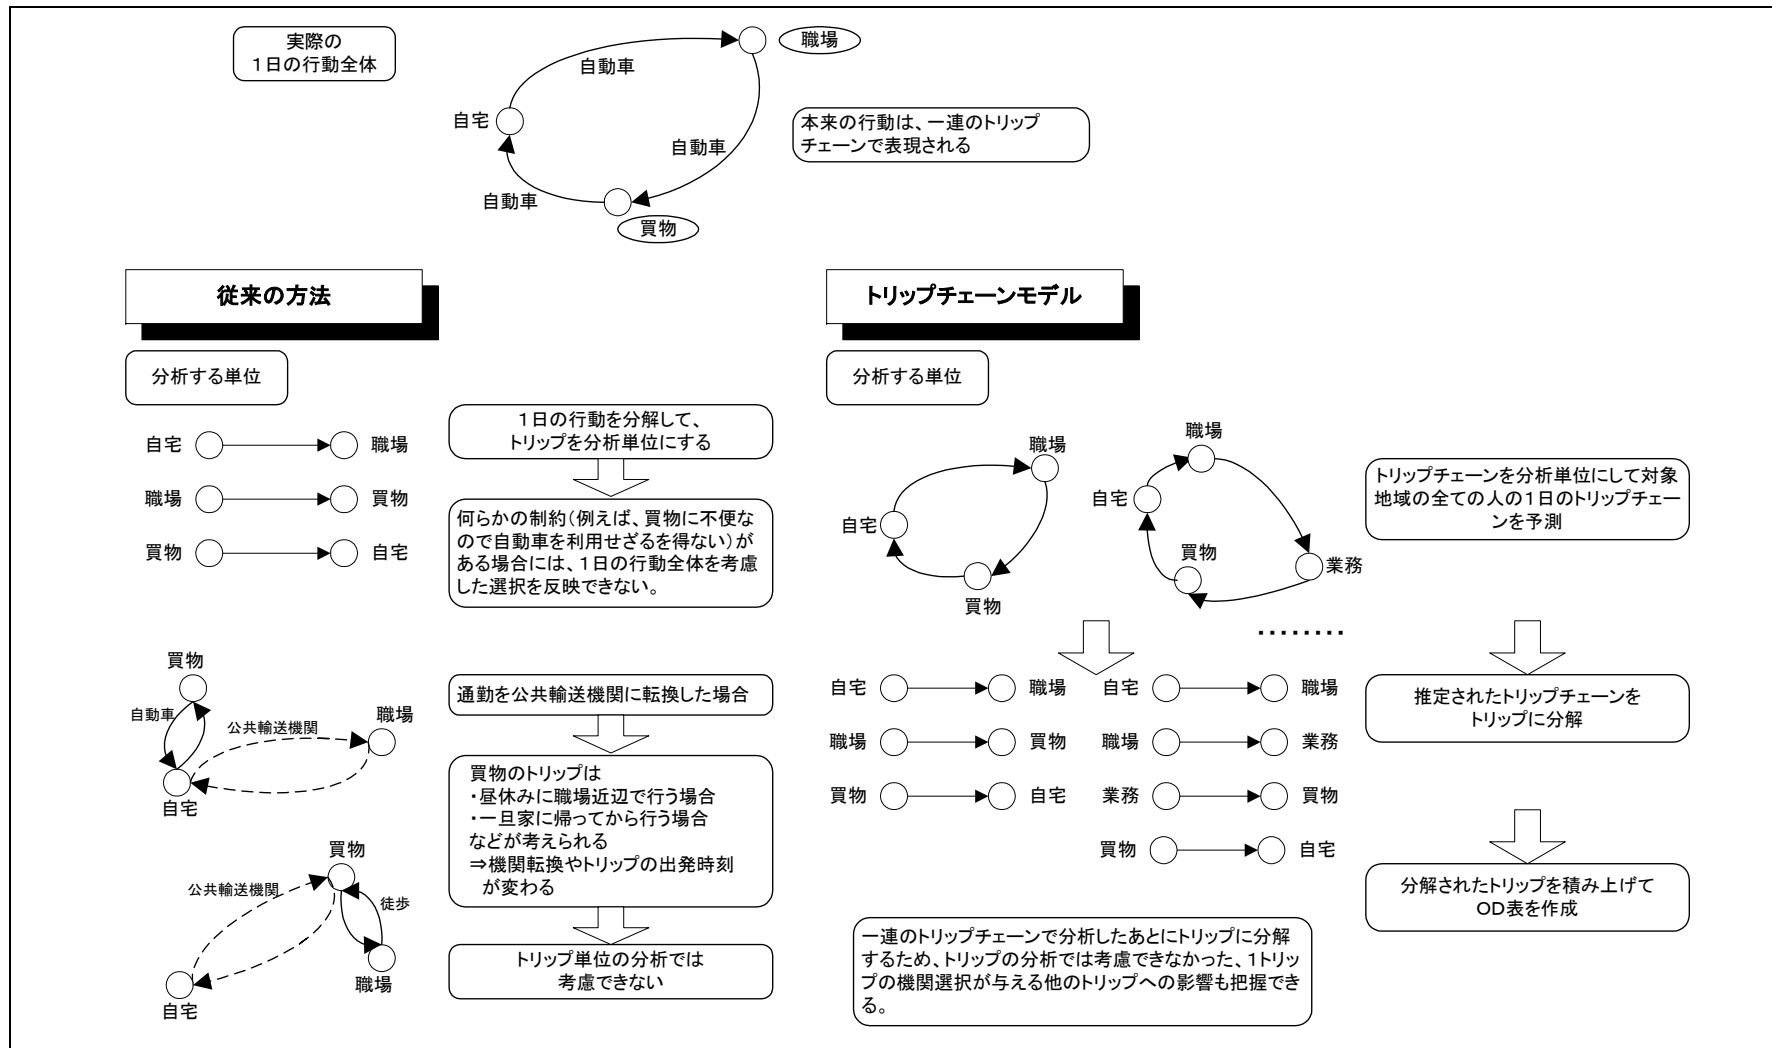 実際の
1日の行動全体
職場
自動車
自宅
本来の行動は、一連のトリップ
チェーンで表現される
自動車
自動車
買物
従来の方法
分析する単位
自宅
職場
職場
買物
買物
自宅
1日の行動を分解して、
トリップを分析単位にする
何らかの制約(例えば、買物に不便な
ので自動車を利用せざるを得ない)が
ある場合には、1日の行動全体を考慮
した選択を反映できない。
買物
自動車
公共輸送機関
職場
自宅
通勤を公共輸送機関に転換した場合
買物のトリップは
・昼休みに職場近辺で行う場合
・一旦家に帰ってから行う場合
などが考えられる
⇒機関転換やトリップの出発時刻
が変わる
買物
公共輸送機関
徒歩
職場
自宅
トリップ単位の分析では
考慮できない
トリップチェーンモデル
分析する単位
職場
自宅
買物
職場
自宅
買物
業務
トリップチェーンを分析単位にして対象
地域の全ての人の1日のトリップチェー
ンを予測
‥‥‥‥
自宅
職場
自宅
職場
職場
買物
職場
業務
買物
自宅
業務
買物
買物
自宅
推定されたトリップチェーンを
トリップに分解
分解されたトリップを積み上げて
OD表を作成
一連のトリップチェーンで分析したあとにトリップに分解
するため、トリップの分析では考慮できなかった、1トリッ
プの機関選択が与える他のトリップへの影響も把握でき
る。